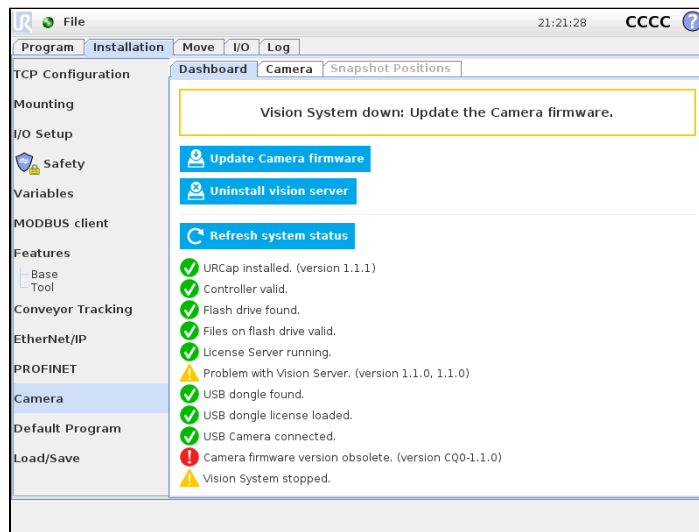 UR File 21:21:28 CCCC ?
Program Installation Move I/O Log
Dashboard Camera Snapshot Positions
TCP Configuration
Mounting
I/O Setup
Safety
Variables
MODBUS client
Features
Base
Tool
Conveyor Tracking
EtherNet/IP
PROFINET
Camera
Default Program
Load/Save
Vision System down: Update the Camera firmware.
Update Camera firmware
Uninstall vision server
Refresh system status
URCap installed. (version 1.1.1)
Controller valid.
Flash drive found.
Files on flash drive valid.
License Server running.
Problem with Vision Server. (version 1.1.0, 1.1.0)
USB dongle found.
USB dongle license loaded.
USB Camera connected.
Camera firmware version obsolete. (version CQ0-1.1.0)
Vision System stopped.